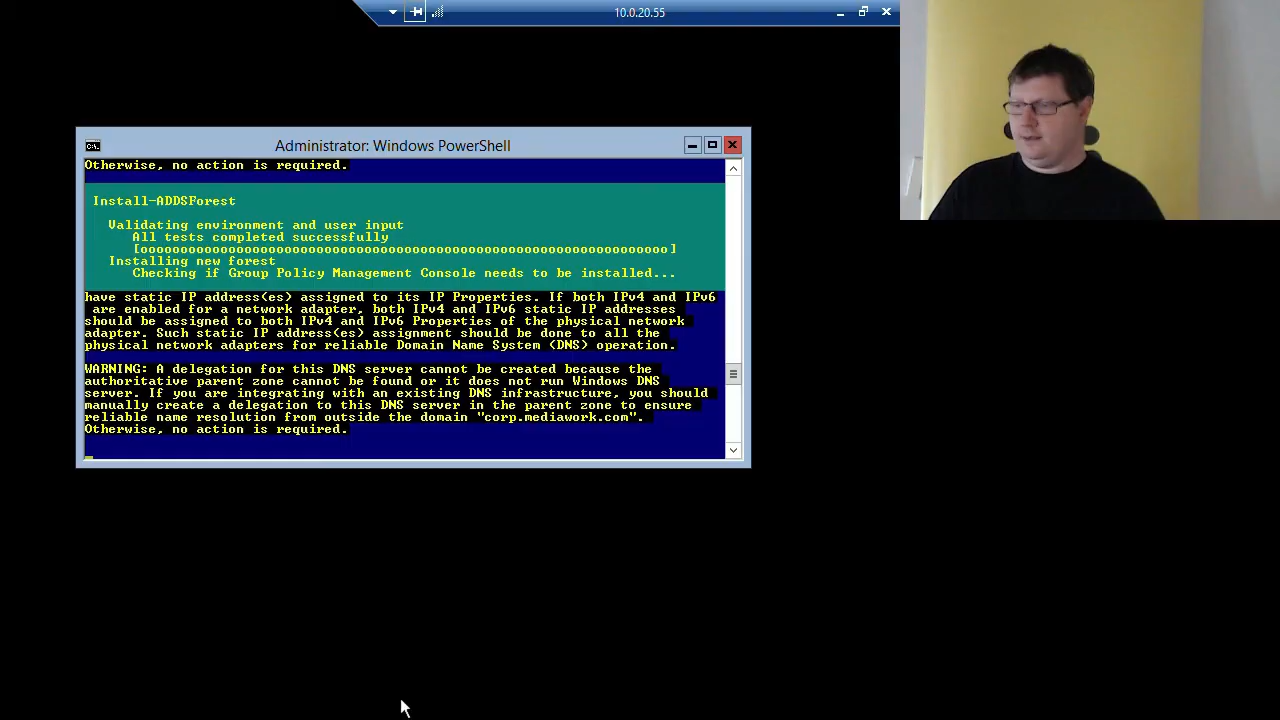 10.0.20.55
Administrator: Windows PowerShell
Otherwise, no action is required.
Install-ADDSForest
Validating environment and user input
All tests completed successfully
[oooooooooooooooooooooooooooooooooooooooooooooooooooooooooooooooooo]
Installing new forest
Checking if Group Policy Management Console needs to be installed...
have static IP address(es) assigned to its IP Properties. If both IPv4 and IPv6
are enabled for a network adapter, both IPv4 and IPv6 static IP addresses
should be assigned to both IPv4 and IPv6 Properties of the physical network
adapter. Such static IP address(es) assignment should be done to all the
physical network adapters for reliable Domain Name System (DNS) operation.
WARNING: A delegation for this DNS server cannot be created because the
authoritative parent zone cannot be found or it does not run Windows DNS
server. If you are integrating with an existing DNS infrastructure, you should
manually create a delegation to this DNS server in the parent zone to ensure
reliable name resolution from outside the domain "corp.mediawork.com".
Otherwise, no action is required.